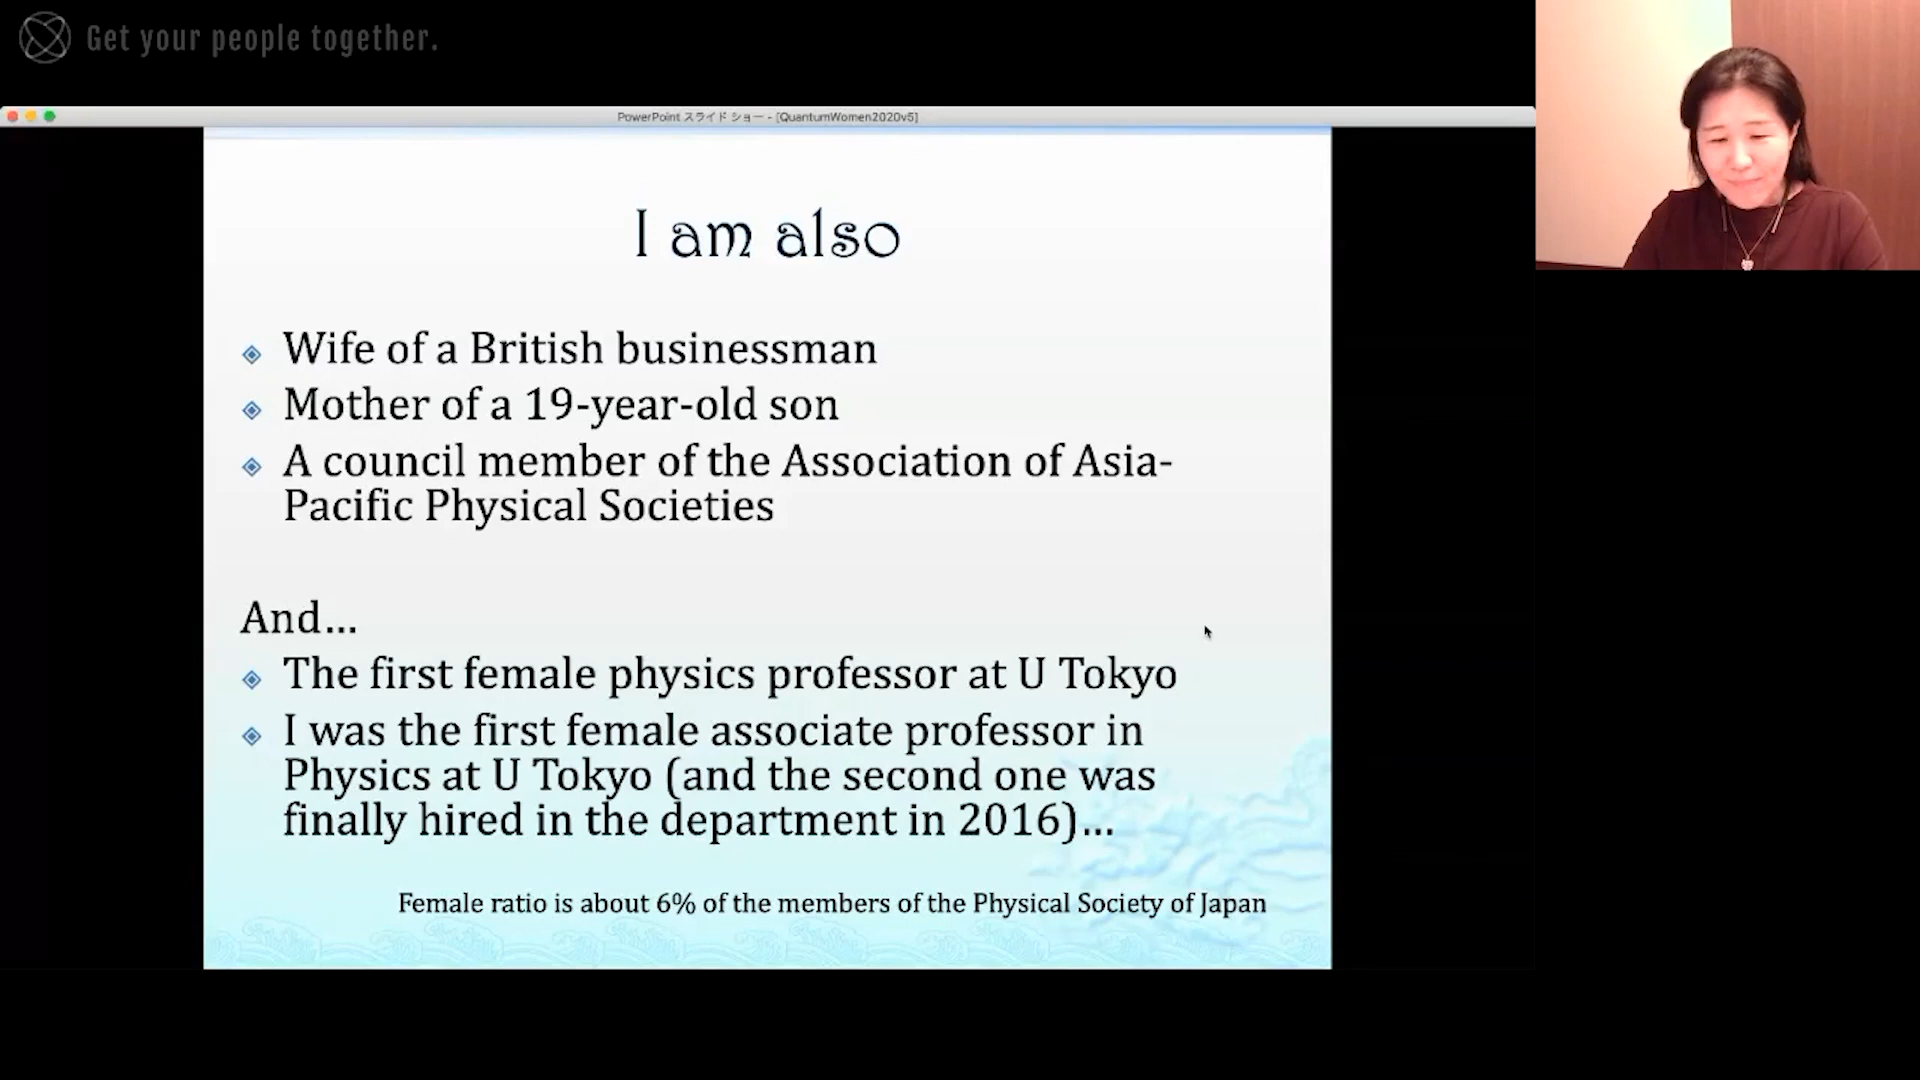 Get your people together.
PowerPoint スライド ショー - [QuantumWomen2020v5]
I am also
Wife of a British businessman
Mother of a 19-year-old son
A council member of the Association of Asia-
Pacific Physical Societies
And...
The first female physics professor at U Tokyo
I was the first female associate professor in
Physics at U Tokyo (and the second one was
finally hired in the department in 2016)...
Female ratio is about 6% of the members of the Physical Society of Japan